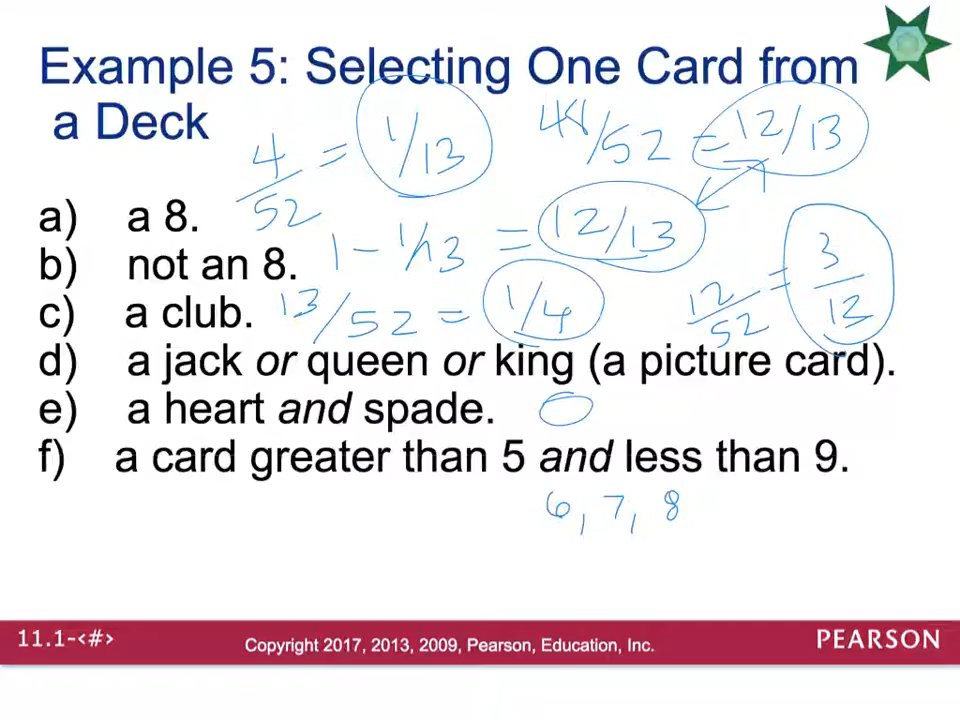 Example 5: Selecting One Card from
a Deck
4/52 = 1/13
48/52 = 12/13
a) a 8.
b) not an 8. 1 - 1/13 = 12/13
c) a club. 13/52 = 1/4
12/52 = 3/13
d) a jack or queen or king (a picture card).
e) a heart and spade. 0
f) a card greater than 5 and less than 9.
6, 7, 8
11.1-<#>
Copyright 2017, 2013, 2009, Pearson, Education, Inc.
PEARSON